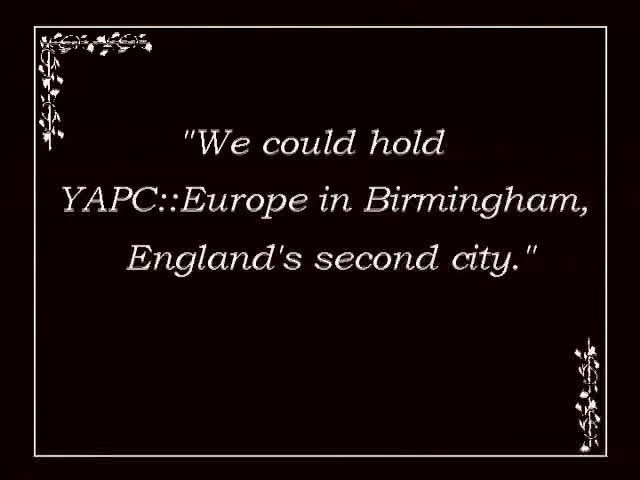 "We could hold
YAPC::Europe in Birmingham,
England's second city."